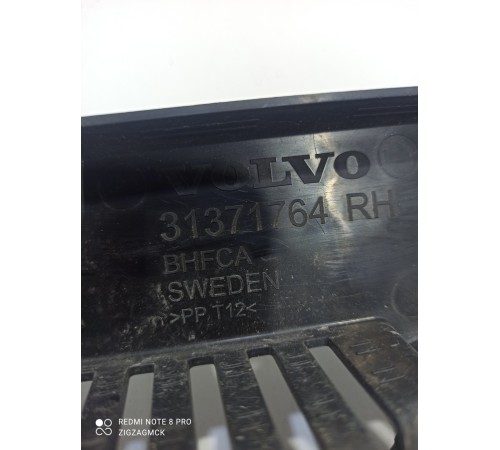 VOLVO
31371764 RH
BHFCA
SWEDEN
>PP T12<
REDMI NOTE 8 PRO
ZIGZAGMCK